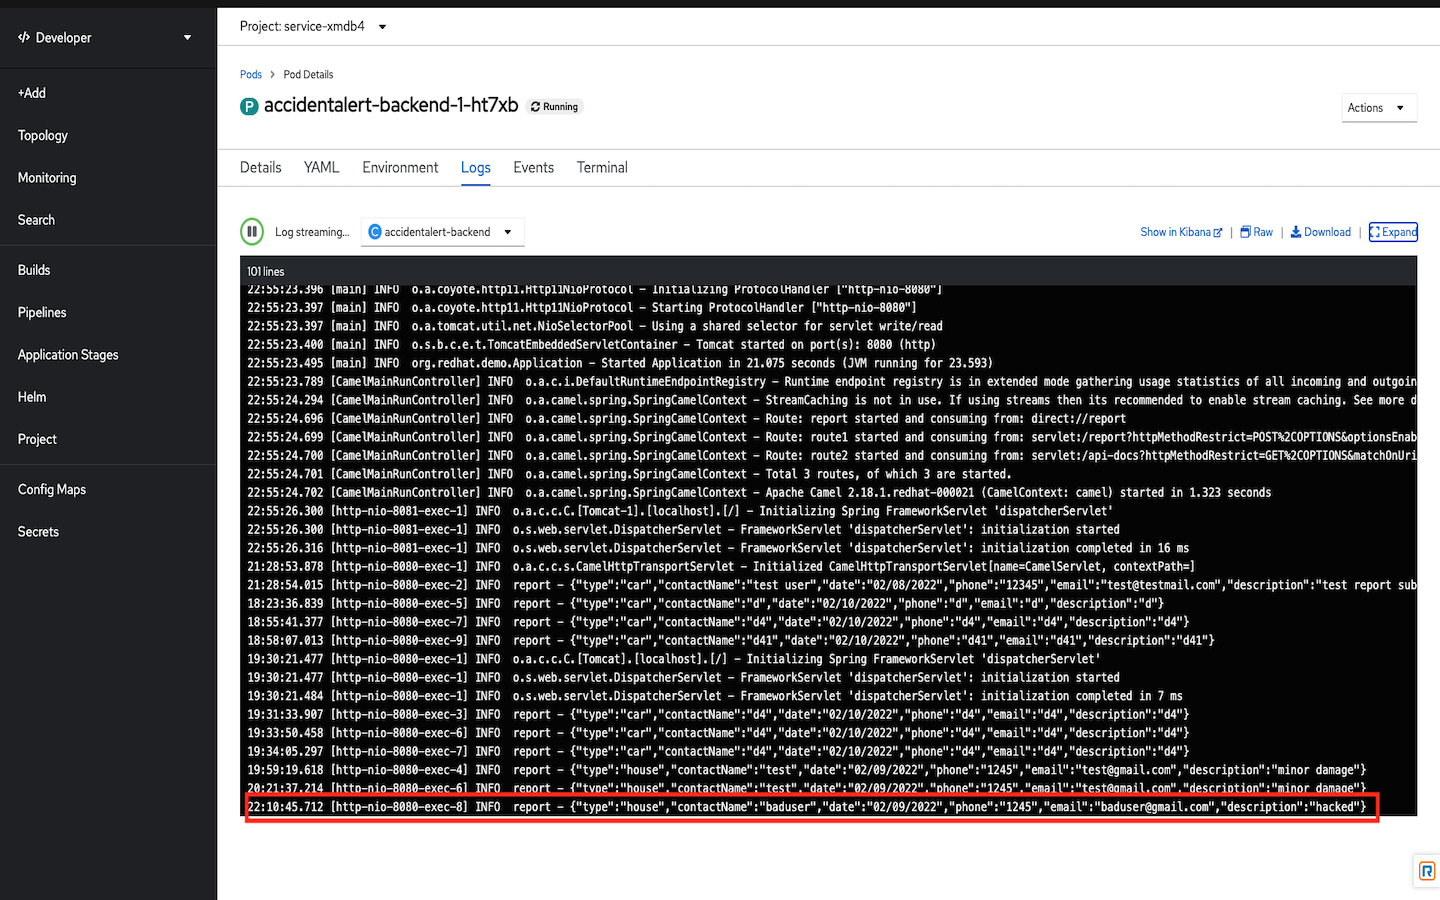 Developer
Project: service-xmdb4
+Add
Topology
Monitoring
Search
Builds
Pipelines
Application Stages
Helm
Project
Config Maps
Secrets
Pods > Pod Details
P accidentalert-backend-1-ht7xb Running
Actions
Details YAML Environment Logs Events Terminal
Log streaming... C accidentalert-backend Show in Kibana | Raw | Download | Expand
101 lines
22:55:23.396 [main] INFO o.a.coyote.http11.Http11NioProtocol – Initializing ProtocolHandler ["http-nio-8080"]
22:55:23.397 [main] INFO o.a.coyote.http11.Http11NioProtocol – Starting ProtocolHandler ["http-nio-8080"]
22:55:23.397 [main] INFO o.a.tomcat.util.net.NioSelectorPool – Using a shared selector for servlet write/read
22:55:23.400 [main] INFO o.s.b.c.e.t.TomcatEmbeddedServletContainer – Tomcat started on port(s): 8080 (http)
22:55:23.495 [main] INFO org.redhat.demo.Application – Started Application in 21.075 seconds (JVM running for 23.593)
22:55:23.789 [CamelMainRunController] INFO o.a.c.i.DefaultRuntimeEndpointRegistry – Runtime endpoint registry is in extended mode gathering usage statistics of all incoming and outgoin
22:55:24.294 [CamelMainRunController] INFO o.a.camel.spring.SpringCamelContext – StreamCaching is not in use. If using streams then its recommended to enable stream caching. See more d
22:55:24.696 [CamelMainRunController] INFO o.a.camel.spring.SpringCamelContext – Route: report started and consuming from: direct://report
22:55:24.699 [CamelMainRunController] INFO o.a.camel.spring.SpringCamelContext – Route: route1 started and consuming from: servlet:/report?httpMethodRestrict=POST%2COPTIONS&optionsEnab
22:55:24.700 [CamelMainRunController] INFO o.a.camel.spring.SpringCamelContext – Route: route2 started and consuming from: servlet:/api-docs?httpMethodRestrict=GET%2COPTIONS&matchOnUri
22:55:24.701 [CamelMainRunController] INFO o.a.camel.spring.SpringCamelContext – Total 3 routes, of which 3 are started.
22:55:24.702 [CamelMainRunController] INFO o.a.camel.spring.SpringCamelContext – Apache Camel 2.18.1.redhat-000021 (CamelContext: camel) started in 1.323 seconds
22:55:26.300 [http-nio-8081-exec-1] INFO o.a.c.c.C.[Tomcat-1].[localhost].[/] – Initializing Spring FrameworkServlet 'dispatcherServlet'
22:55:26.300 [http-nio-8081-exec-1] INFO o.s.web.servlet.DispatcherServlet – FrameworkServlet 'dispatcherServlet': initialization started
22:55:26.316 [http-nio-8081-exec-1] INFO o.s.web.servlet.DispatcherServlet – FrameworkServlet 'dispatcherServlet': initialization completed in 16 ms
21:28:53.878 [http-nio-8080-exec-1] INFO o.a.c.c.s.CamelHttpTransportServlet – Initialized CamelHttpTransportServlet[name=CamelServlet, contextPath=]
21:28:54.015 [http-nio-8080-exec-2] INFO report – {"type":"car","contactName":"test user","date":"02/08/2022","phone":"12345","email":"test@testmail.com","description":"test report sub
18:23:36.839 [http-nio-8080-exec-5] INFO report – {"type":"car","contactName":"d","date":"02/10/2022","phone":"d","email":"d","description":"d"}
18:55:41.377 [http-nio-8080-exec-7] INFO report – {"type":"car","contactName":"d4","date":"02/10/2022","phone":"d4","email":"d4","description":"d4"}
18:58:07.013 [http-nio-8080-exec-9] INFO report – {"type":"car","contactName":"d41","date":"02/10/2022","phone":"d41","email":"d41","description":"d41"}
19:30:21.477 [http-nio-8080-exec-1] INFO o.a.c.c.C.[Tomcat].[localhost].[/] – Initializing Spring FrameworkServlet 'dispatcherServlet'
19:30:21.477 [http-nio-8080-exec-1] INFO o.s.web.servlet.DispatcherServlet – FrameworkServlet 'dispatcherServlet': initialization started
19:30:21.484 [http-nio-8080-exec-1] INFO o.s.web.servlet.DispatcherServlet – FrameworkServlet 'dispatcherServlet': initialization completed in 7 ms
19:31:33.907 [http-nio-8080-exec-3] INFO report – {"type":"car","contactName":"d4","date":"02/10/2022","phone":"d4","email":"d4","description":"d4"}
19:33:50.458 [http-nio-8080-exec-6] INFO report – {"type":"car","contactName":"d4","date":"02/10/2022","phone":"d4","email":"d4","description":"d4"}
19:34:05.297 [http-nio-8080-exec-7] INFO report – {"type":"car","contactName":"d4","date":"02/10/2022","phone":"d4","email":"d4","description":"d4"}
19:59:19.618 [http-nio-8080-exec-4] INFO report – {"type":"house","contactName":"test","date":"02/09/2022","phone":"1245","email":"test@gmail.com","description":"minor damage"}
20:21:37.214 [http-nio-8080-exec-6] INFO report – {"type":"house","contactName":"test","date":"02/09/2022","phone":"1245","email":"test@gmail.com","description":"minor damage"}
22:10:45.712 [http-nio-8080-exec-8] INFO report – {"type":"house","contactName":"baduser","date":"02/09/2022","phone":"1245","email":"baduser@gmail.com","description":"hacked"}